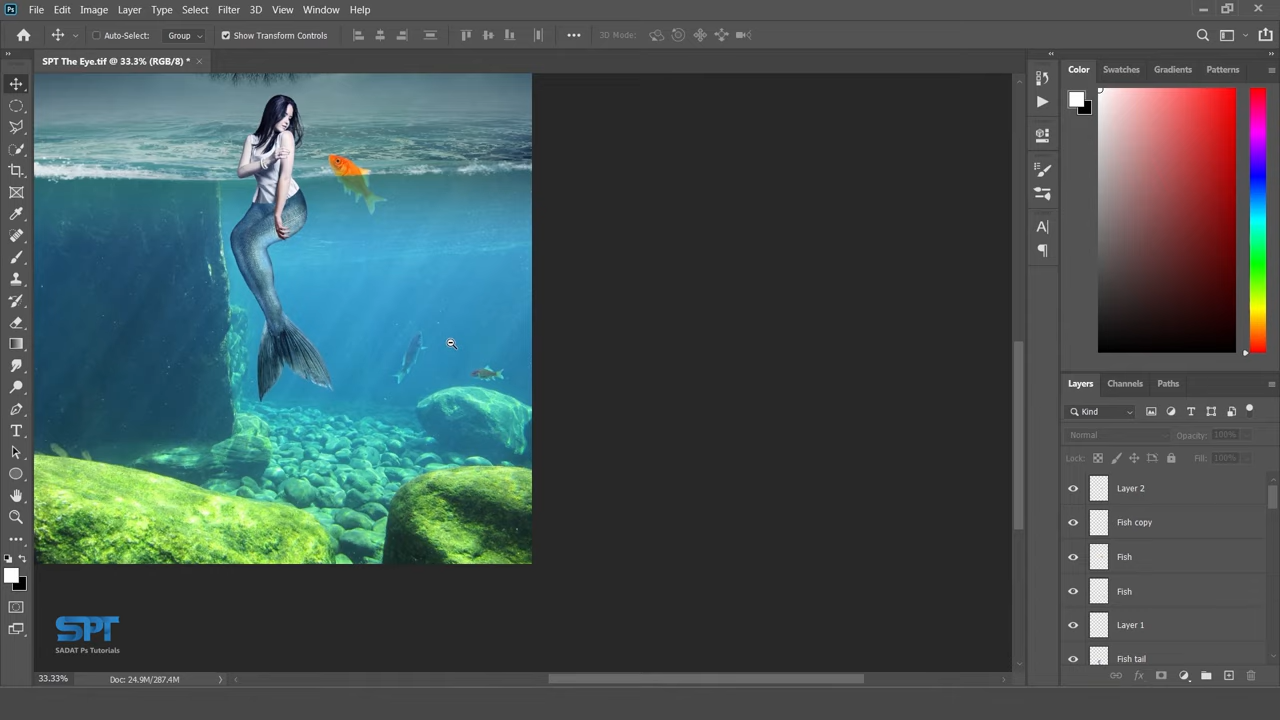 Ps File Edit Image Layer Type Select Filter 3D View Window Help
Auto-Select: Group Show Transform Controls 3D Mode:
SPT The Eye.tif @ 33.3% (RGB/8) *
Color Swatches Gradients Patterns
Layers Channels Paths
Kind
Normal Opacity: 100%
Lock: Fill: 100%
Layer 2
Fish copy
Fish
Fish
Layer 1
Fish tail
SPT
SADAT Ps Tutorials
33.33% Doc: 24.9M/287.4M